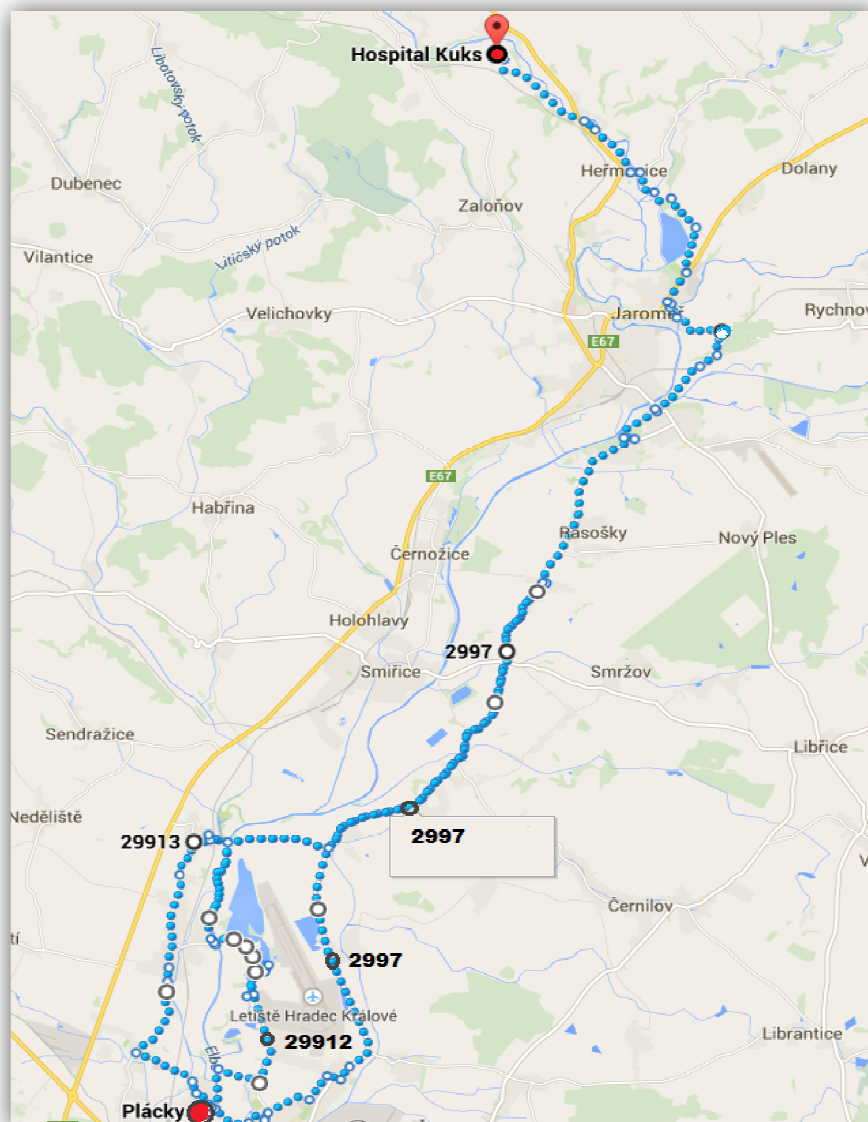 Hospital Kuks
Libotovský potok
Heřmanice
Dolany
Dubenec
Zaloňov
Vítičský potok
Vilantice
Velichovky
Jaroměř
E67
E67
Habřina
Rasošky
Nový Ples
Černožice
Holohlavy
2997
Smiřice
Smržov
Sendražice
Libřice
Neděliště
29913
2997
Černilov
2997
Letiště Hradec Králové
29912
Librantice
Elbe
Plácky